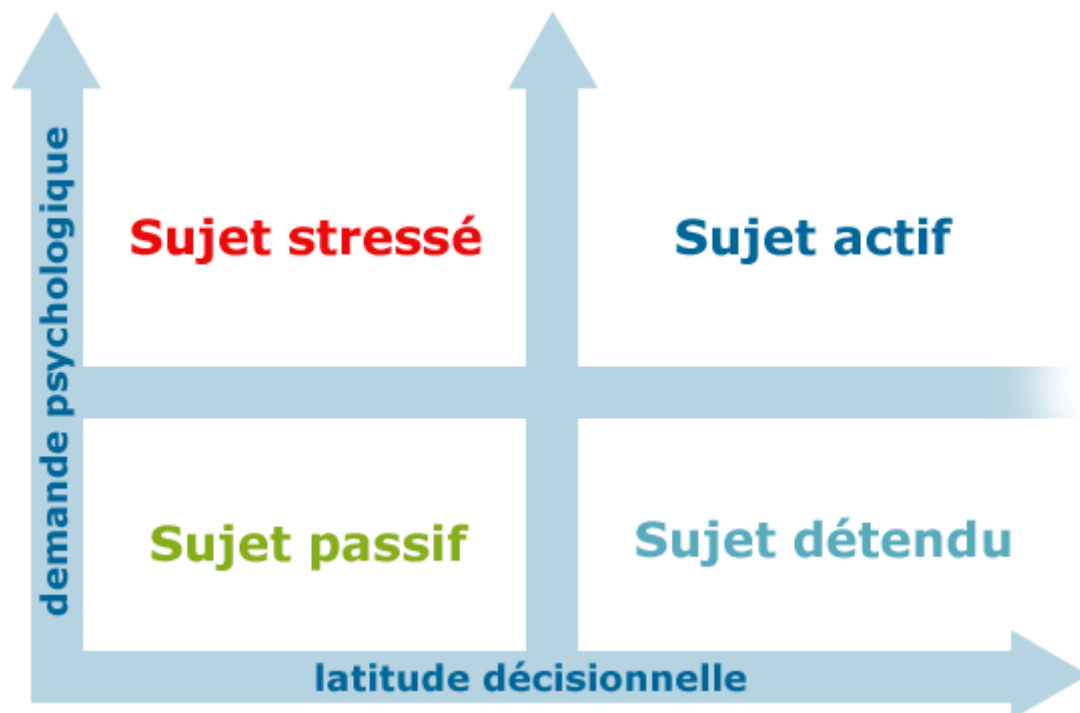 demande psychologique
Sujet stressé
Sujet actif
Sujet passif
Sujet détendu
latitude décisionnelle